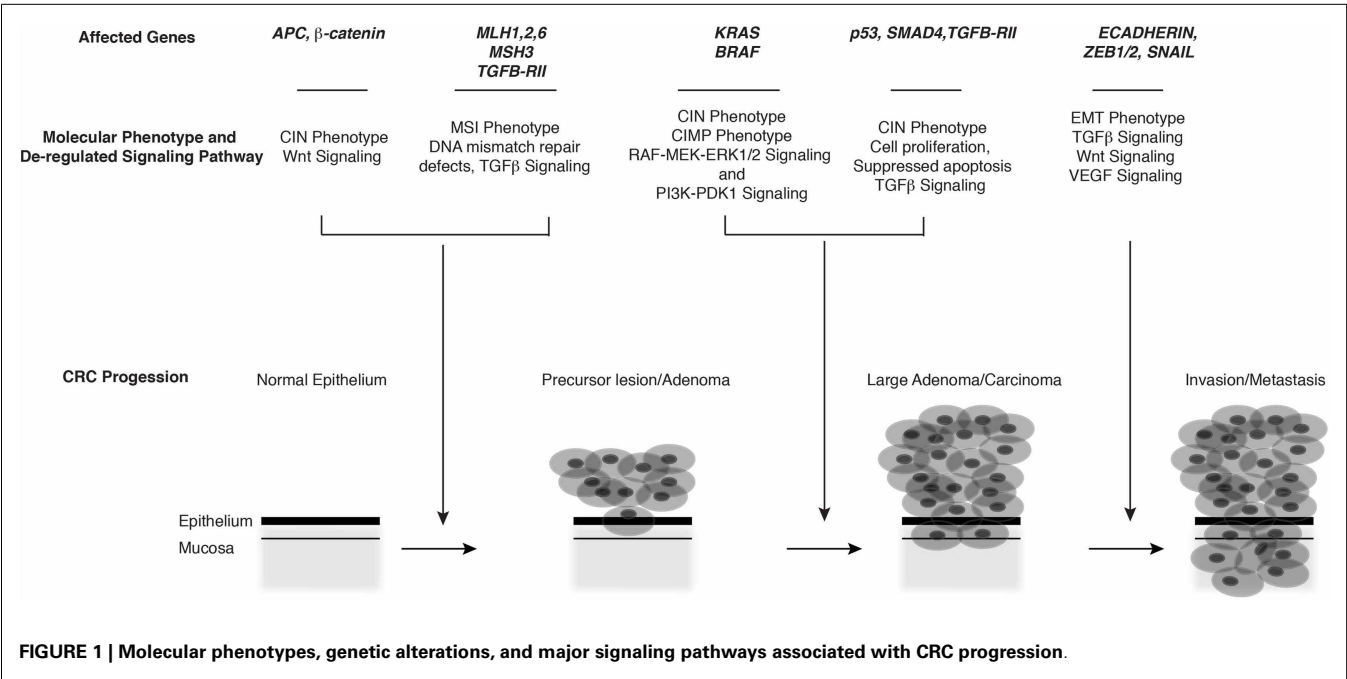 Affected Genes
APC, β-catenin
MLH1,2,6
MSH3
TGFB-RII
KRAS
BRAF
p53, SMAD4,TGFB-RII
ECADHERIN,
ZEB1/2, SNAIL
Molecular Phenotype and
De-regulated Signaling Pathway
CIN Phenotype
Wnt Signaling
MSI Phenotype
DNA mismatch repair
defects, TGFβ Signaling
CIN Phenotype
CIMP Phenotype
RAF-MEK-ERK1/2 Signaling
and
PI3K-PDK1 Signaling
CIN Phenotype
Cell proliferation,
Suppressed apoptosis
TGFβ Signaling
EMT Phenotype
TGFβ Signaling
Wnt Signaling
VEGF Signaling
CRC Progession
Normal Epithelium
Precursor lesion/Adenoma
Large Adenoma/Carcinoma
Invasion/Metastasis
Epithelium
Mucosa
FIGURE 1 | Molecular phenotypes, genetic alterations, and major signaling pathways associated with CRC progression.